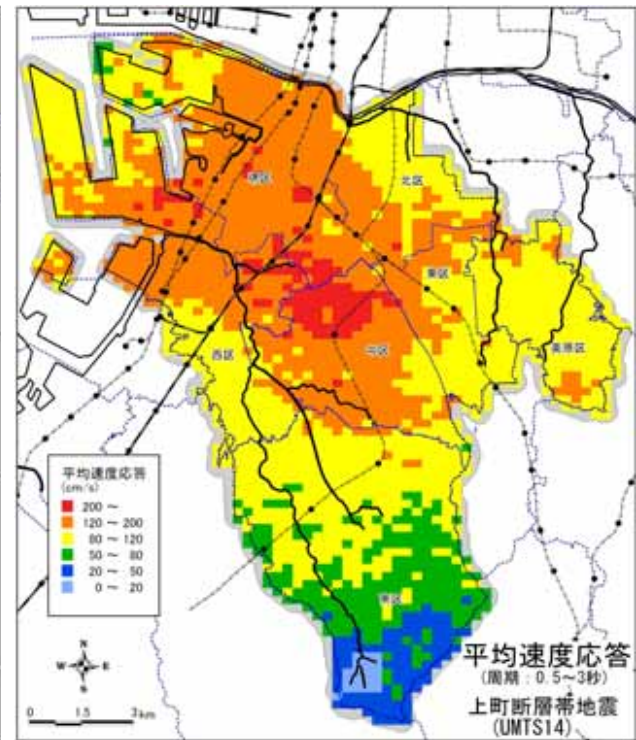 堺区
北区
東区
美原区
中区
西区
南区
平均速度応答
(cm/s)
200 ～
120 ～ 200
80 ～ 120
50 ～ 80
20 ～ 50
0 ～ 20
N
W E
S
0 1.5 3km
平均速度応答
(周期：0.5～3秒)
上町断層帯地震
(UMTS14)